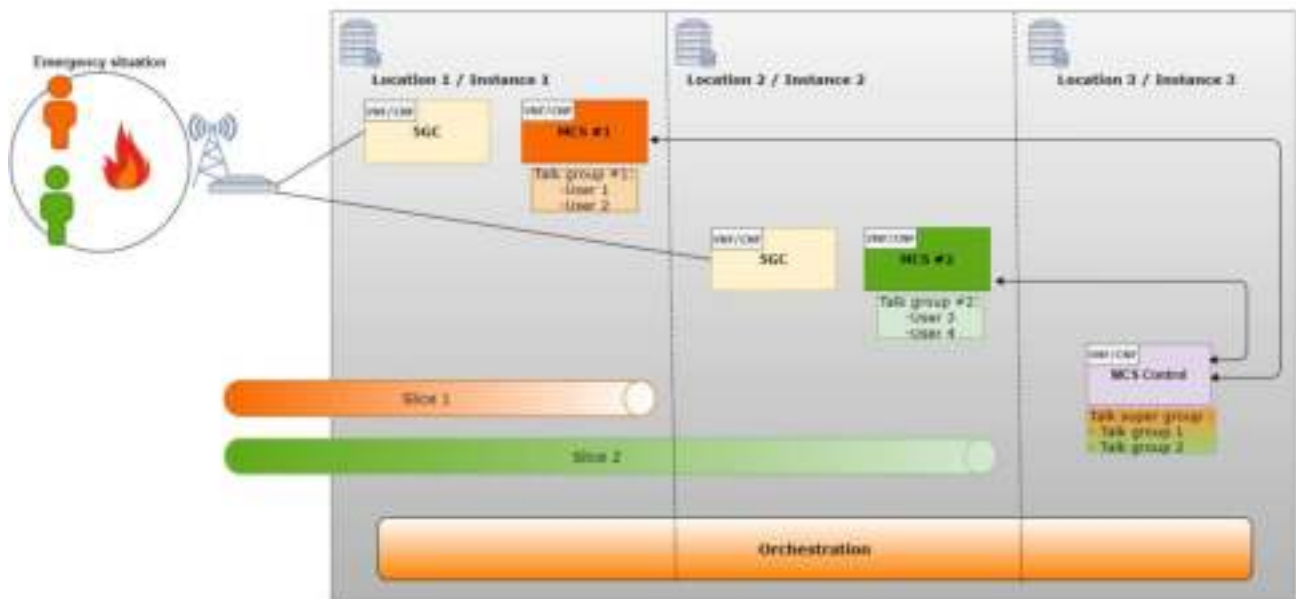 Emergency situation
Location 1 / Instance 1
Location 2 / Instance 2
Location 3 / Instance 3
VNF/CNF
5GC
VNF/CNF
MCS #1
Talk group #1:
-User 1
-User 2
VNF/CNF
5GC
VNF/CNF
MCS #2
Talk group #2:
-User 3
-User 4
VNF/CNF
MCS Control
Talk super group -
- Talk group 1
- Talk group 2
Slice 1
Slice 2
Orchestration